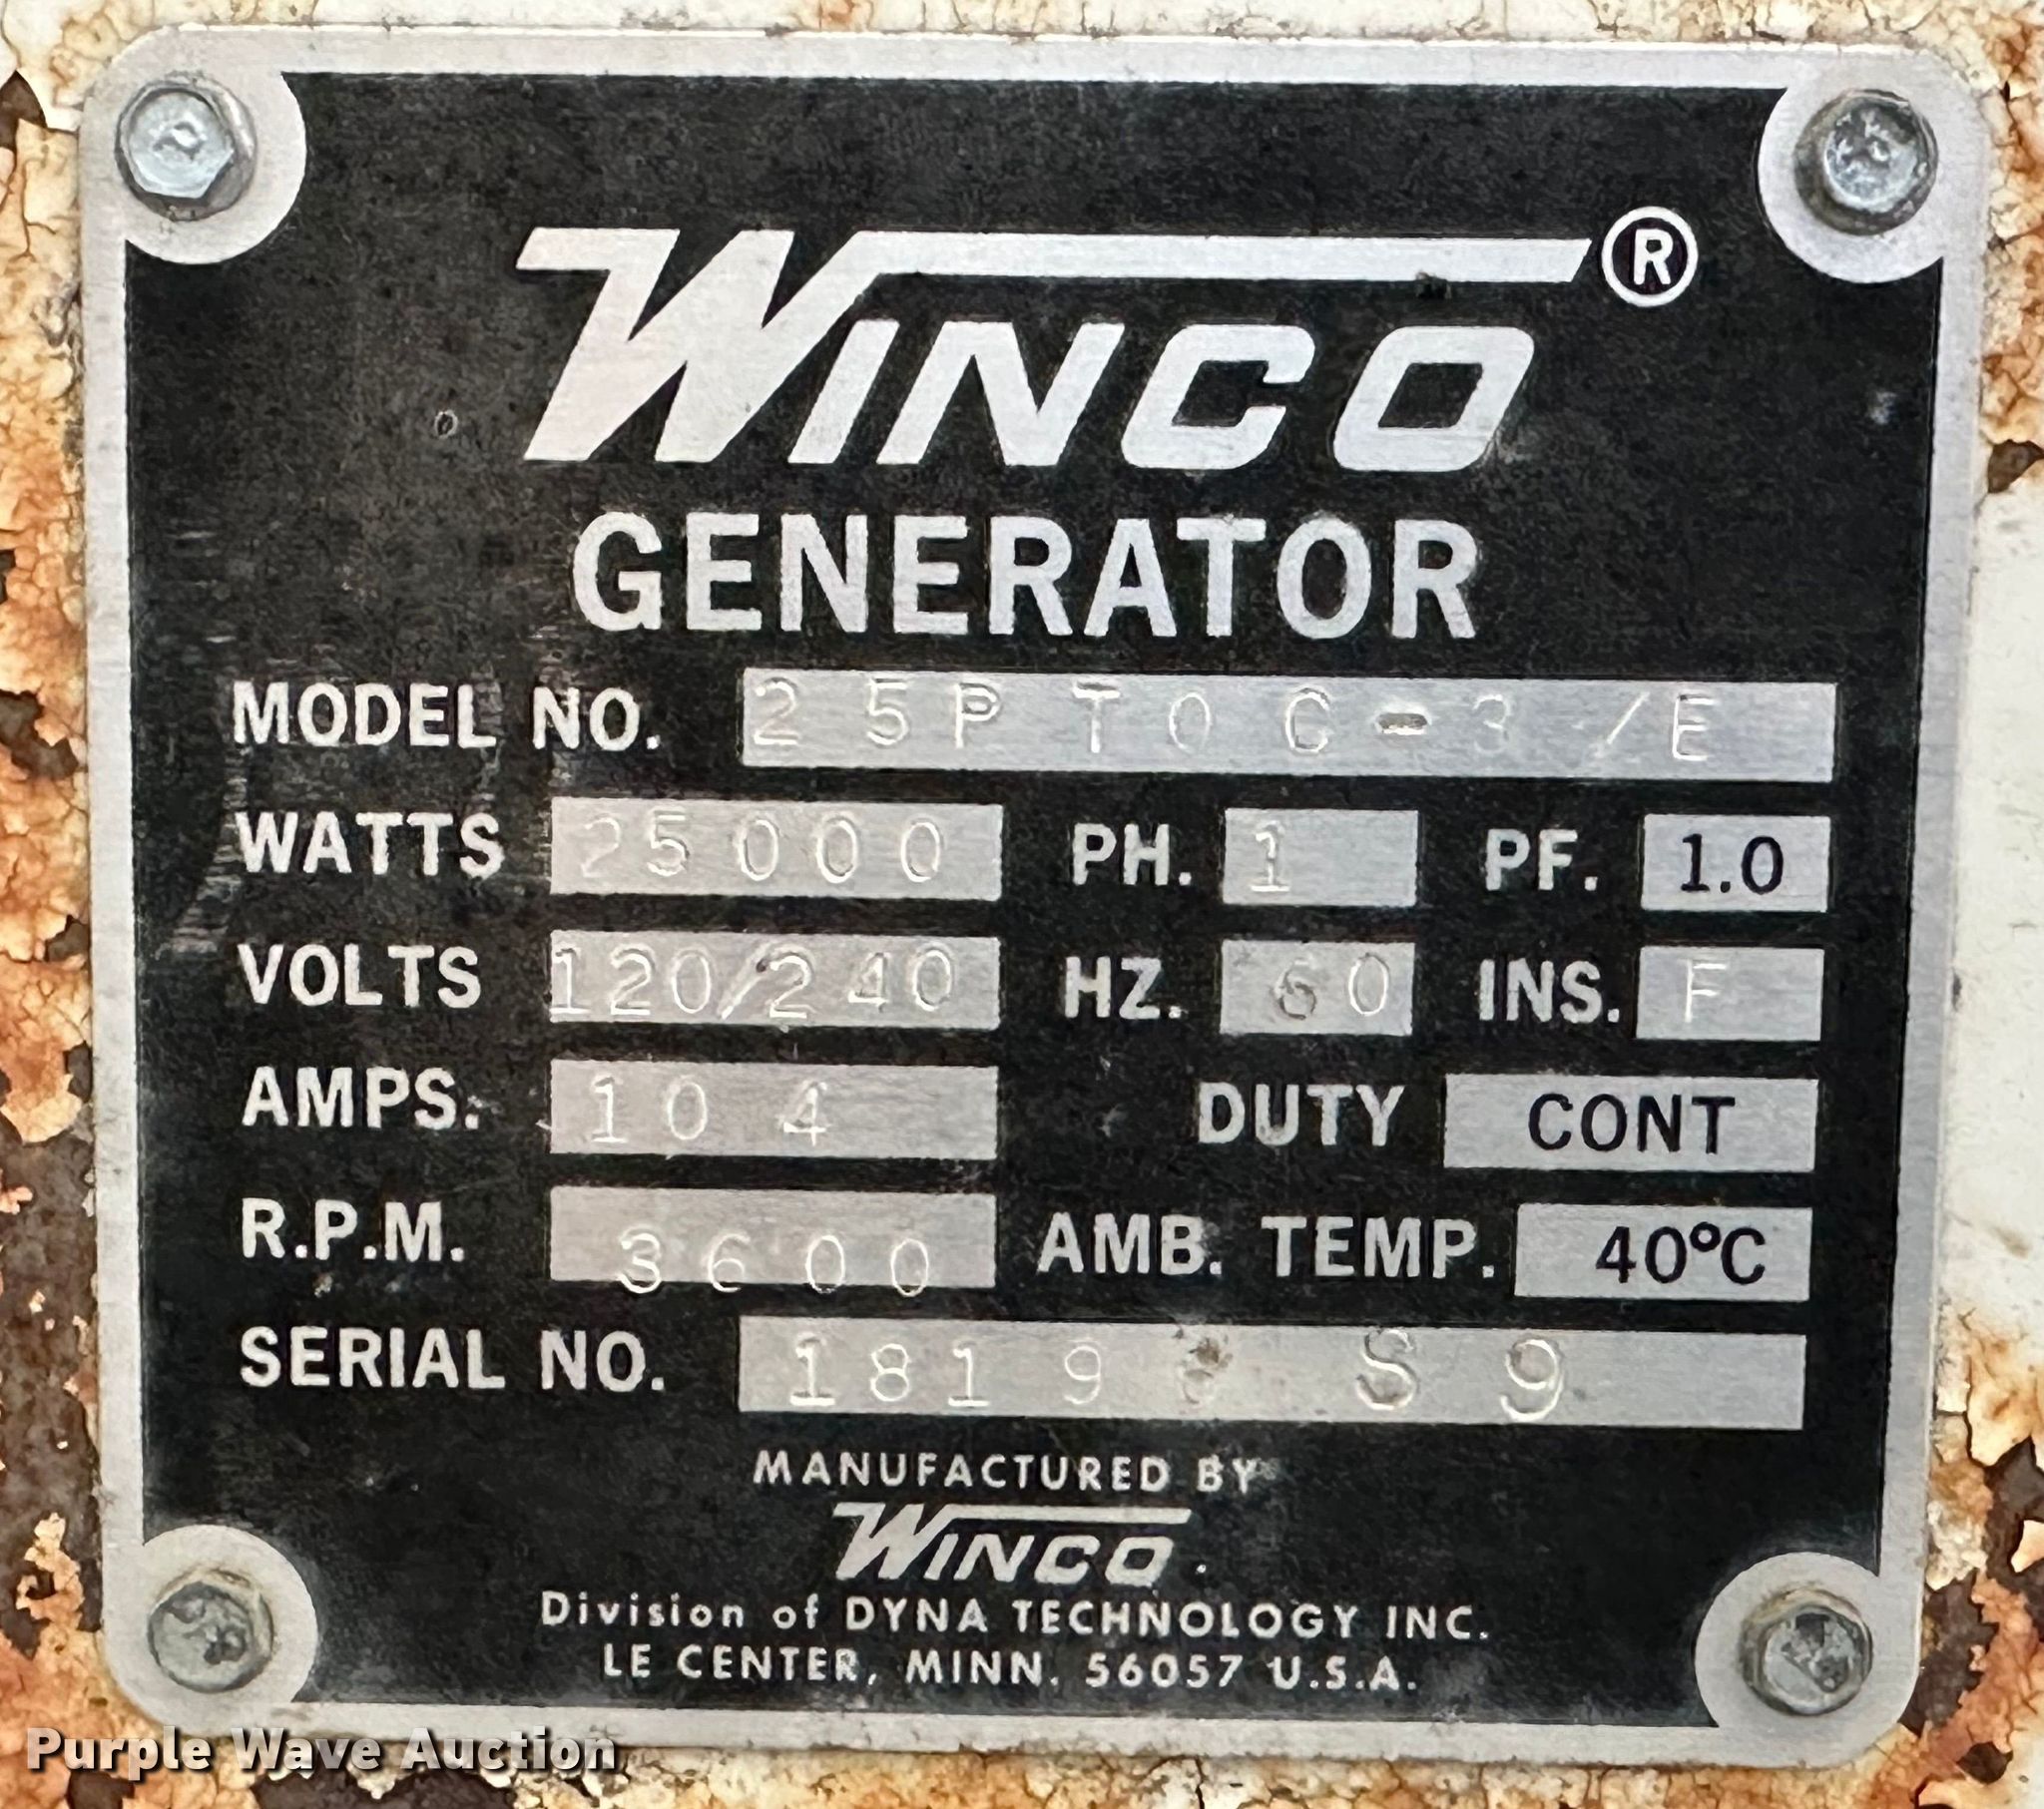 WINCO®
GENERATOR
MODEL NO. 25PTOC-3/E
WATTS 25000 PH. 1 PF. 1.0
VOLTS 120/240 HZ. 60 INS. F
AMPS. 104 DUTY CONT
R.P.M. 3600 AMB. TEMP. 40°C
SERIAL NO.
MANUFACTURED BY
WINCO
Division of DYNA TECHNOLOGY INC.
LE CENTER, MINN. 56057 U.S.A.
Purple Wave Auction